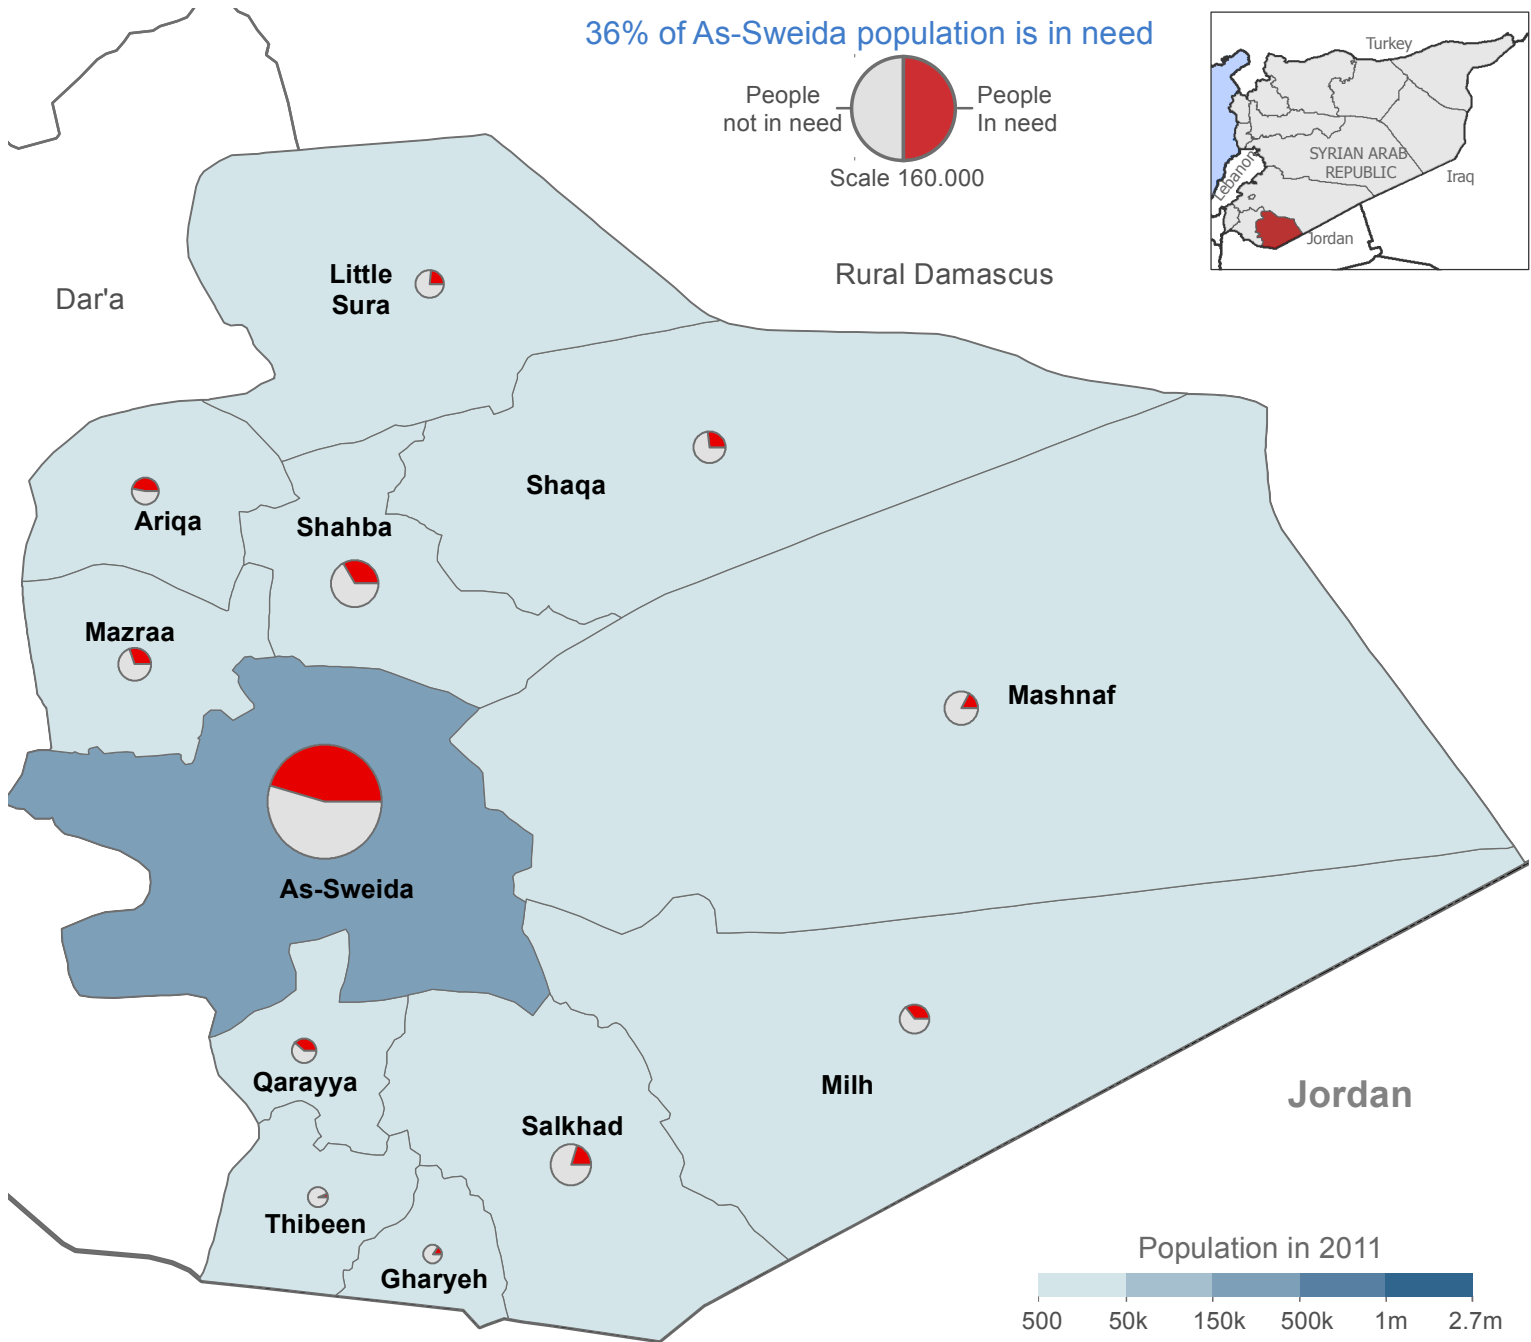 36% of As-Sweida population is in need
People
not in need
People
In need
Scale 160.000
Turkey
SYRIAN ARAB
REPUBLIC
Lebanon
Iraq
Jordan
Dar'a
Rural Damascus
Little
Sura
Shaqa
Ariqa
Shahba
Mazraa
Mashnaf
As-Sweida
Qarayya
Milh
Salkhad
Thibeen
Gharyeh
Jordan
Population in 2011
500 50k 150k 500k 1m 2.7m